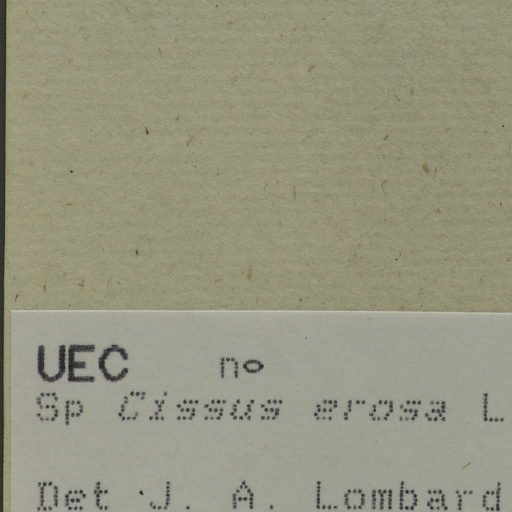 UEC no
Sp Cissus erosa L
Det J. A. Lombard